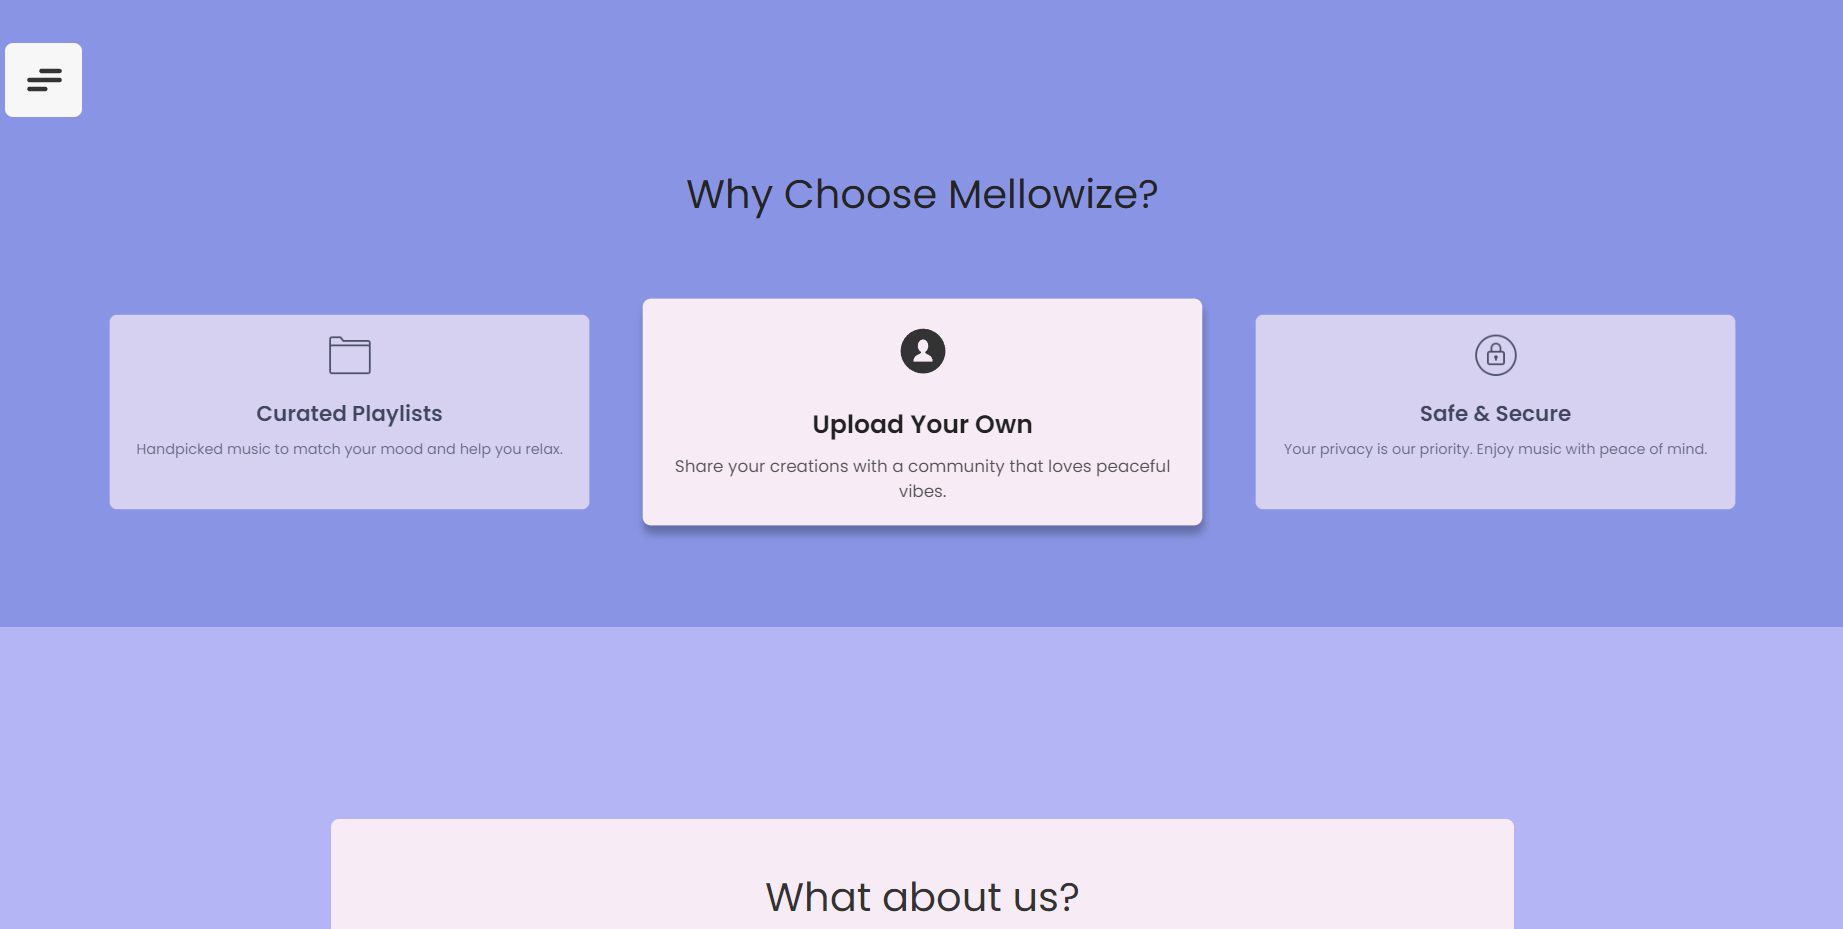 Why Choose Mellowize?
Curated Playlists
Handpicked music to match your mood and help you relax.
Upload Your Own
Share your creations with a community that loves peaceful
vibes.
Safe & Secure
Your privacy is our priority. Enjoy music with peace of mind.
What about us?